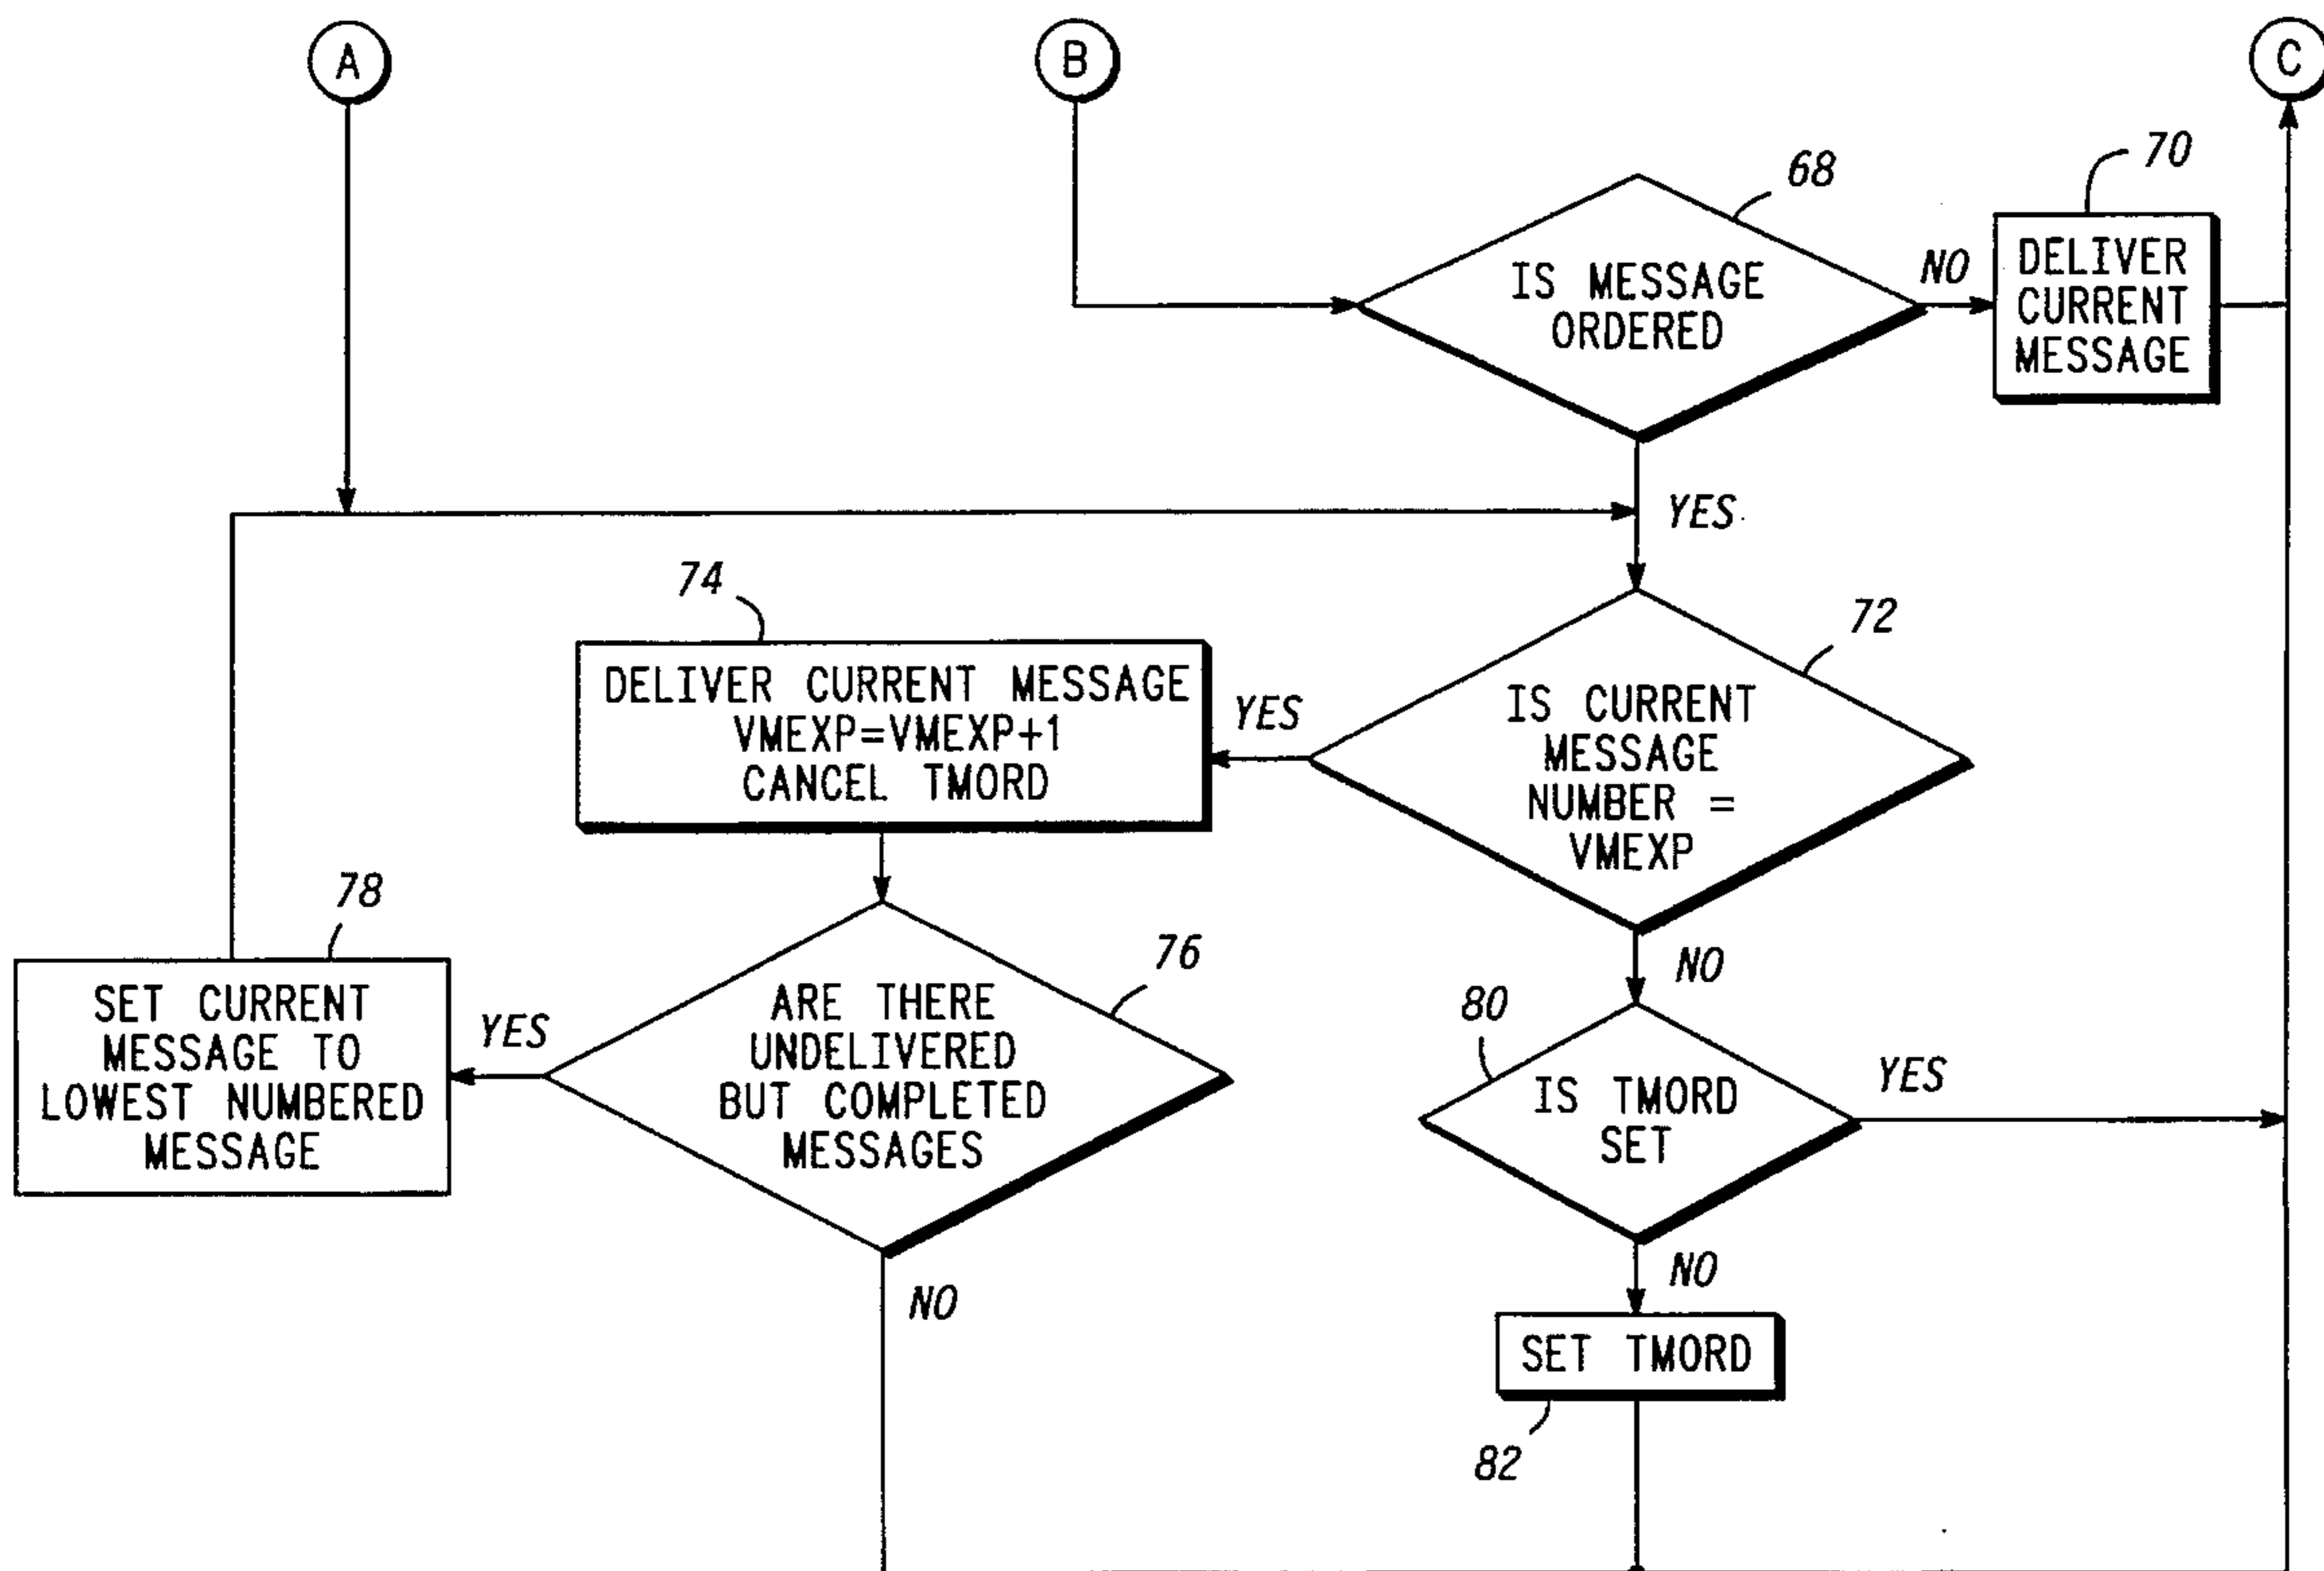 A
B
C
68
70
IS MESSAGE
ORDERED
NO
DELIVER
CURRENT
MESSAGE
YES
74
72
DELIVER CURRENT MESSAGE
VMEXP=VMEXP+1
CANCEL TMORD
YES
IS CURRENT
MESSAGE
NUMBER =
VMEXP
78
76
NO
SET CURRENT
MESSAGE TO
LOWEST NUMBERED
MESSAGE
YES
ARE THERE
UNDELIVERED
BUT COMPLETED
MESSAGES
80
IS TMORD
SET
YES
NO
NO
SET TMORD
82